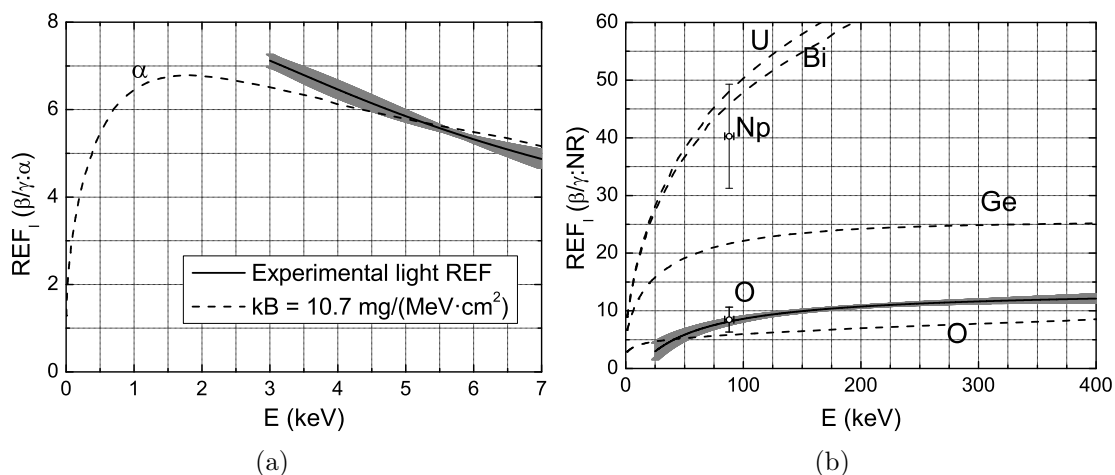 8
6
4
2
0
REF_l (β/γ:α)
α
Experimental light REF
kB = 10.7 mg/(MeV·cm²)
0 1 2 3 4 5 6 7
E (keV)
(a)
60
50
40
30
20
10
0
REF_l (β/γ:NR)
U
Bi
Np
Ge
O
O
0 100 200 300 400
E (keV)
(b)